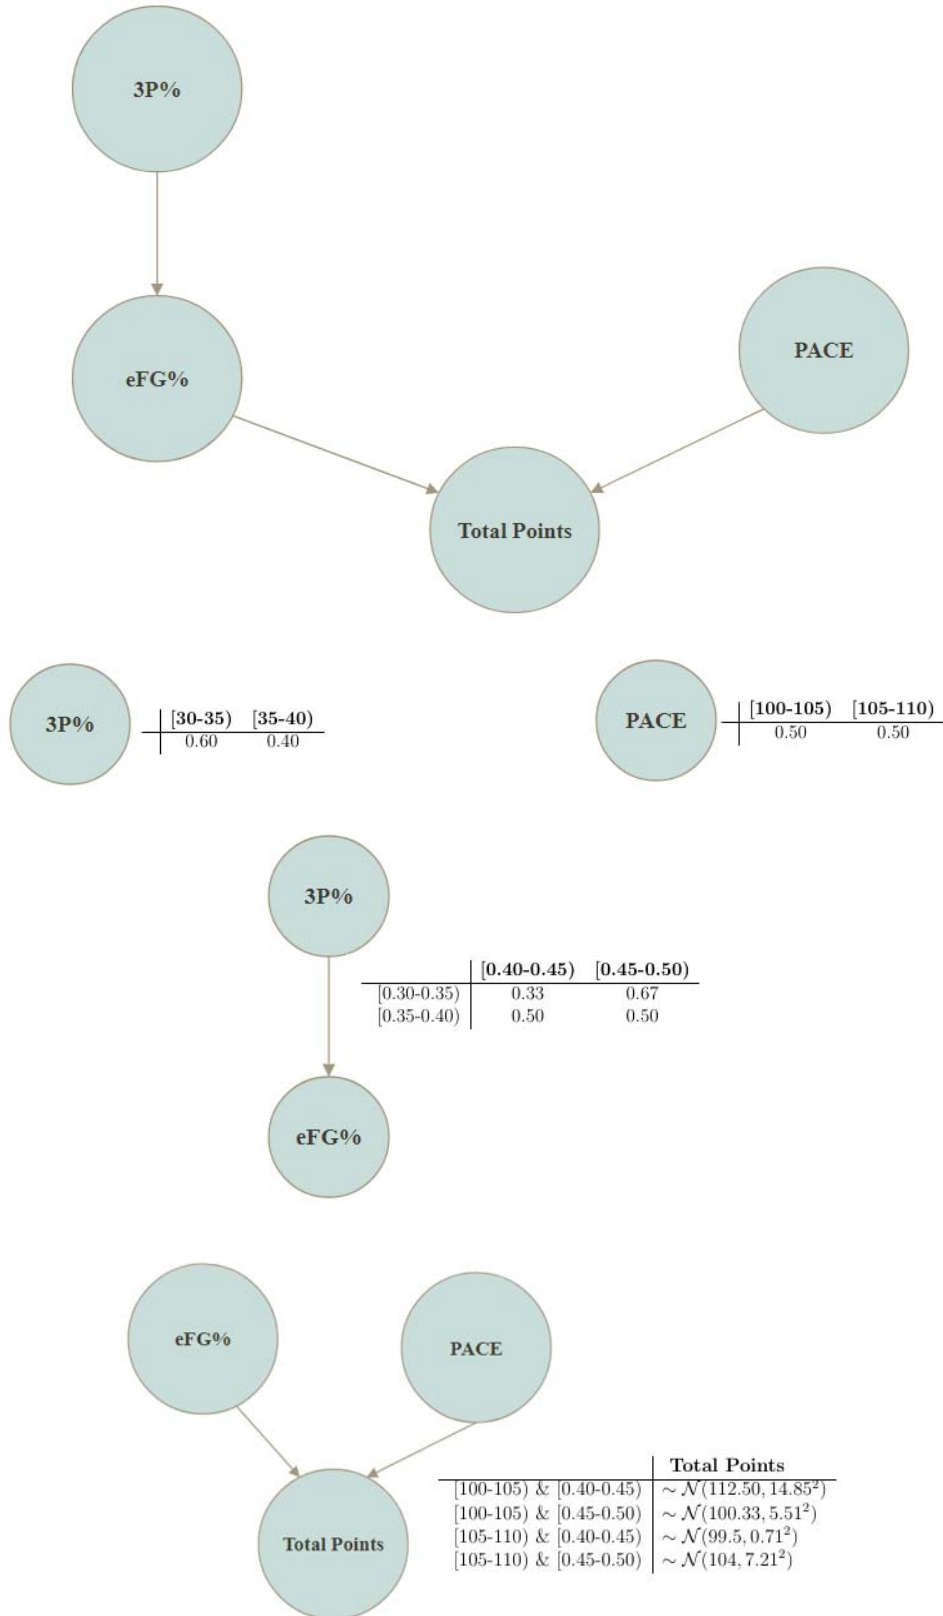 3P%
eFG%
PACE
Total Points
3P%
[30-35) [35-40)
0.60 0.40
PACE
[100-105) [105-110)
0.50 0.50
3P%
[0.40-0.45) [0.45-0.50)
[0.30-0.35) 0.33 0.67
[0.35-0.40) 0.50 0.50
eFG%
eFG%
PACE
Total Points
Total Points
[100-105) & [0.40-0.45) ∼ 𝒩(112.50, 14.85²)
[100-105) & [0.45-0.50) ∼ 𝒩(100.33, 5.51²)
[105-110) & [0.40-0.45) ∼ 𝒩(99.5, 0.71²)
[105-110) & [0.45-0.50) ∼ 𝒩(104, 7.21²)